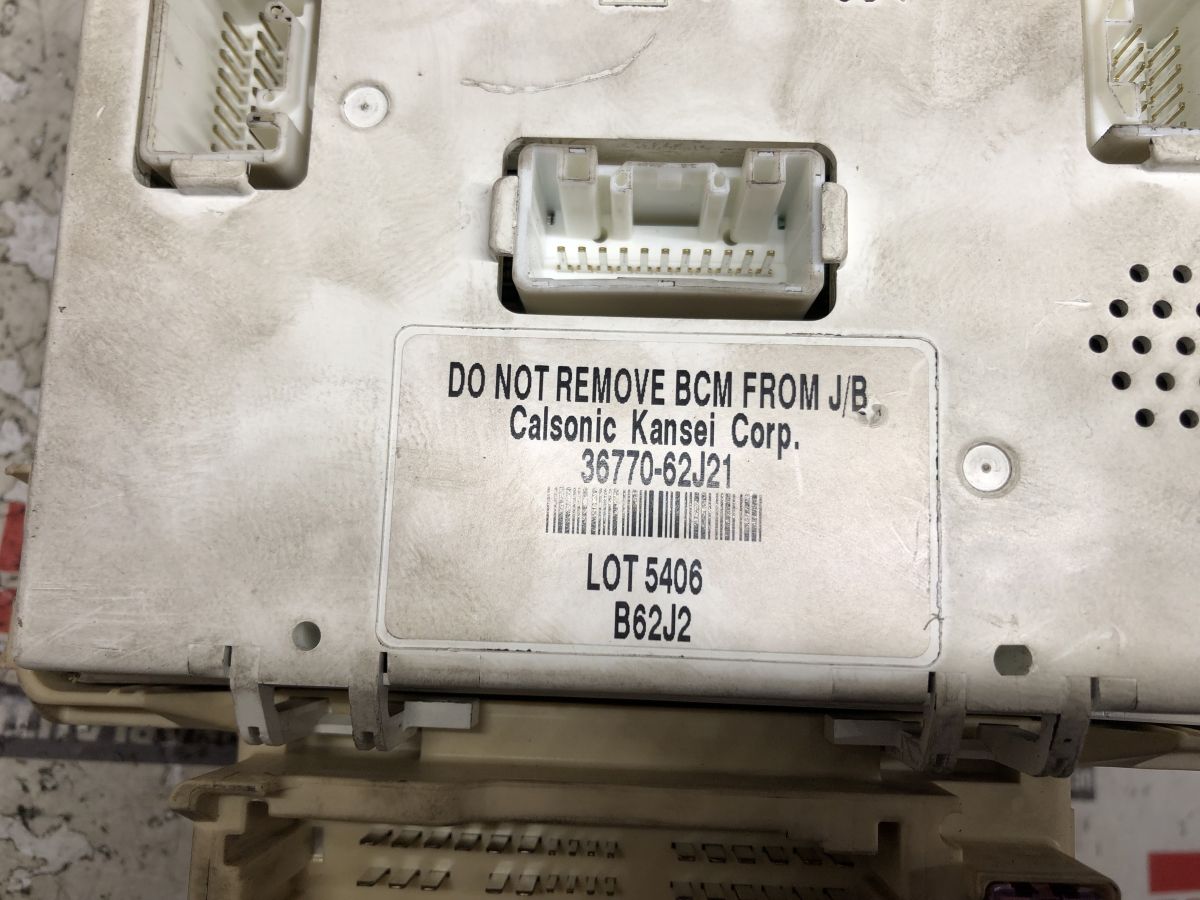 DO NOT REMOVE BCM FROM J/B
Calsonic Kansei Corp.
36770-62J21
LOT 5406
B62J2